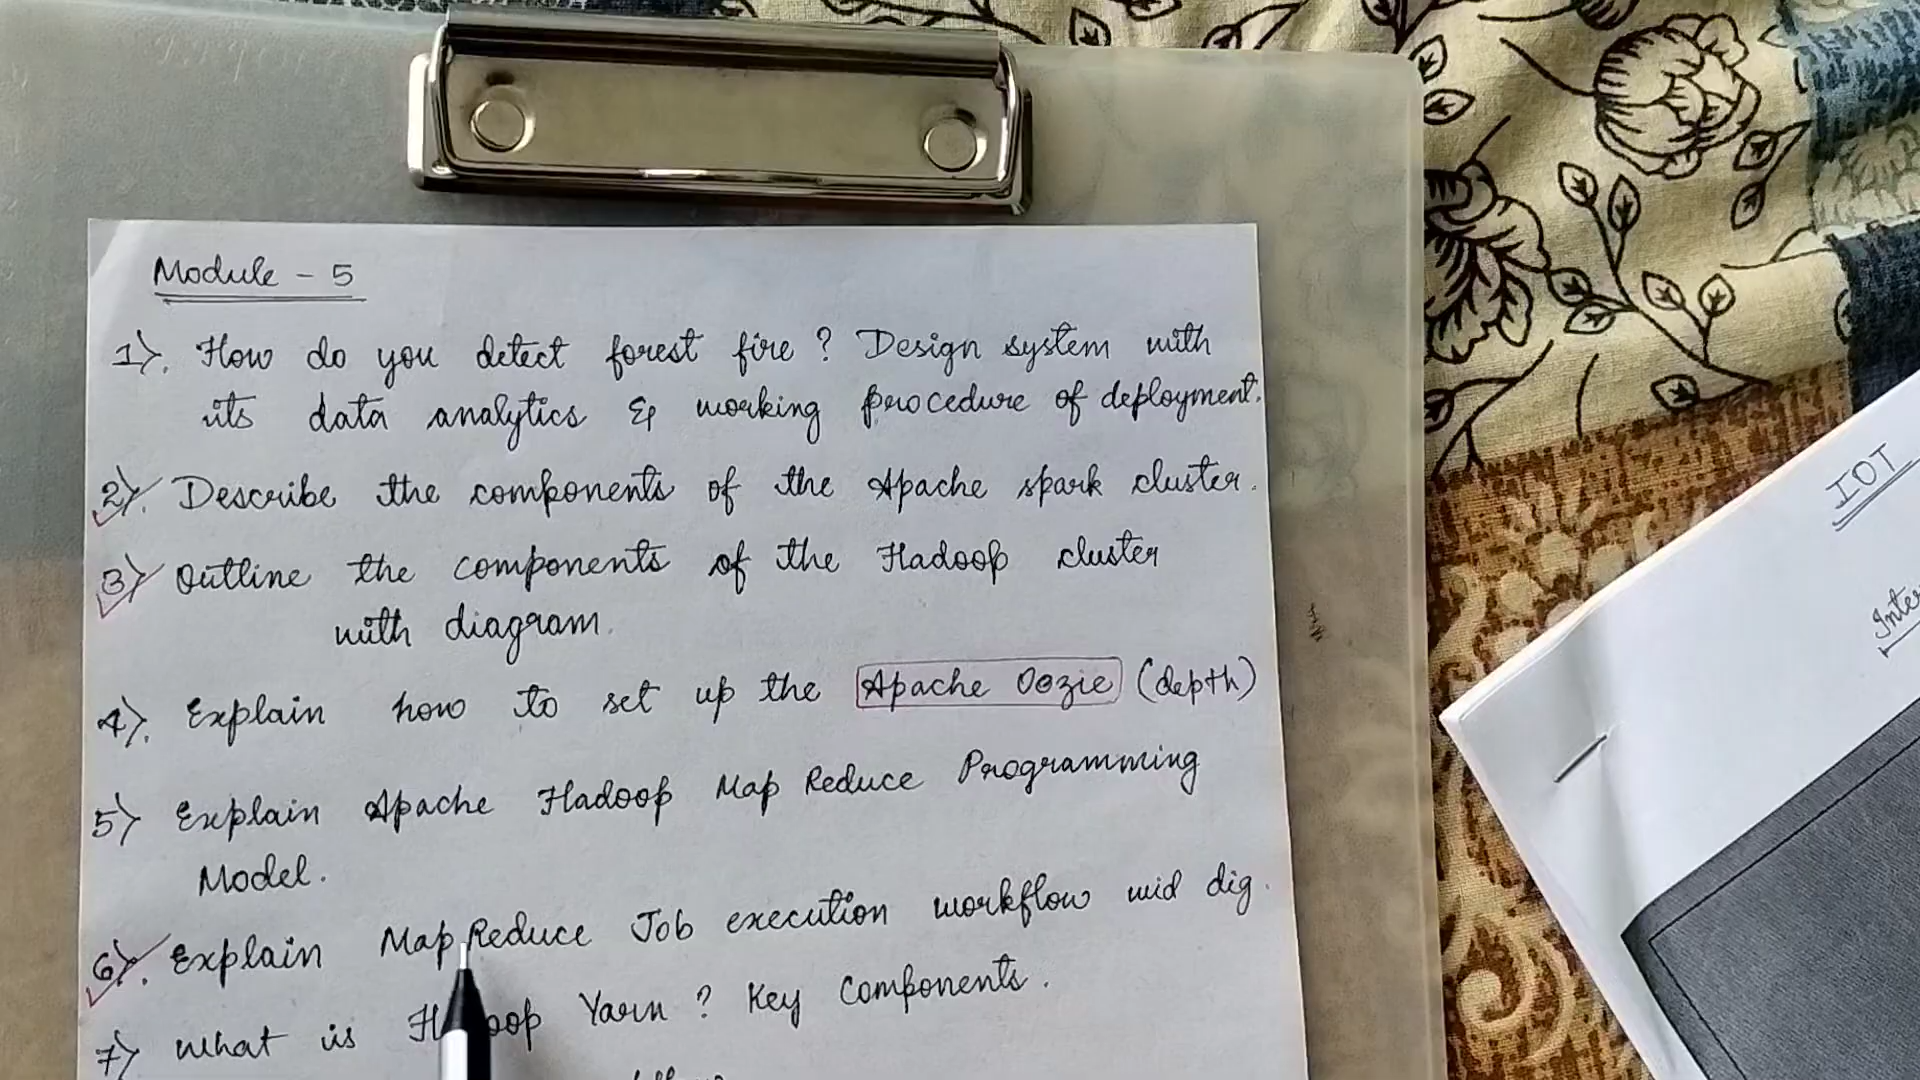 Module - 5
1). How do you detect forest fire? Design system with
its data analytics & working procedure of deployment.
2). Describe the components of the Apache spark cluster.
3) Outline the components of the Hadoop cluster
with diagram.
4). Explain how to set up the Apache Oozie (depth)
5) Explain Apache Hadoop Map Reduce Programming
Model.
6). Explain MapReduce Job execution workflow wid dig.
7) What is Yarn? Key Components.
IOT